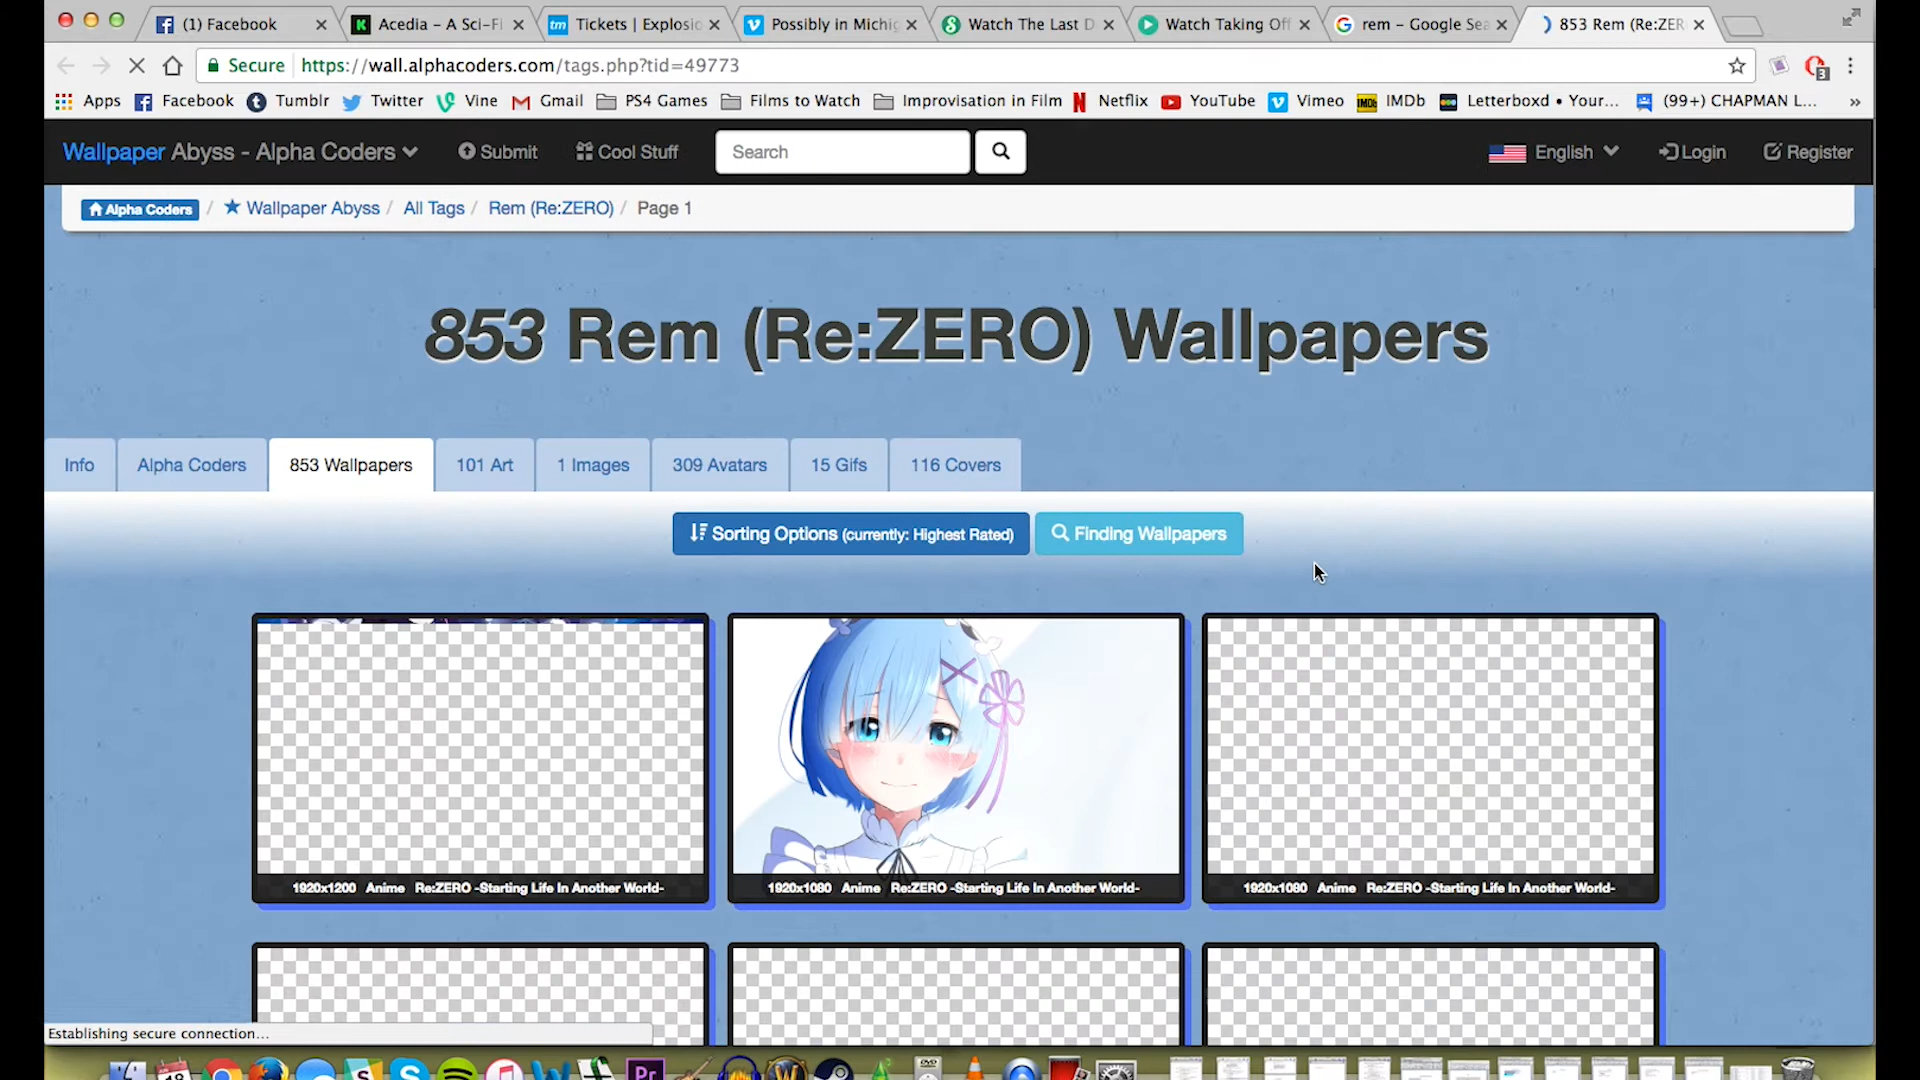 (1) Facebook
Acedia – A Sci-Fi
Tickets | Explosio
Possibly in Michig
Watch The Last D
Watch Taking Off
rem – Google Sea
853 Rem (Re:ZER
Secure https://wall.alphacoders.com/tags.php?tid=49773
3
Apps Facebook Tumblr Twitter Vine Gmail PS4 Games Films to Watch Improvisation in Film Netflix YouTube Vimeo IMDb Letterboxd • Your... (99+) CHAPMAN L... »
Wallpaper Abyss - Alpha Coders Submit Cool Stuff Search English Login Register
Alpha Coders / Wallpaper Abyss / All Tags / Rem (Re:ZERO) / Page 1
853 Rem (Re:ZERO) Wallpapers
Info Alpha Coders 853 Wallpapers 101 Art 1 Images 309 Avatars 15 Gifs 116 Covers
Sorting Options (currently: Highest Rated) Finding Wallpapers
1920x1200 Anime Re:ZERO -Starting Life In Another World-
1920x1080 Anime Re:ZERO -Starting Life In Another World-
1920x1080 Anime Re:ZERO -Starting Life In Another World-
Establishing secure connection...
Pr